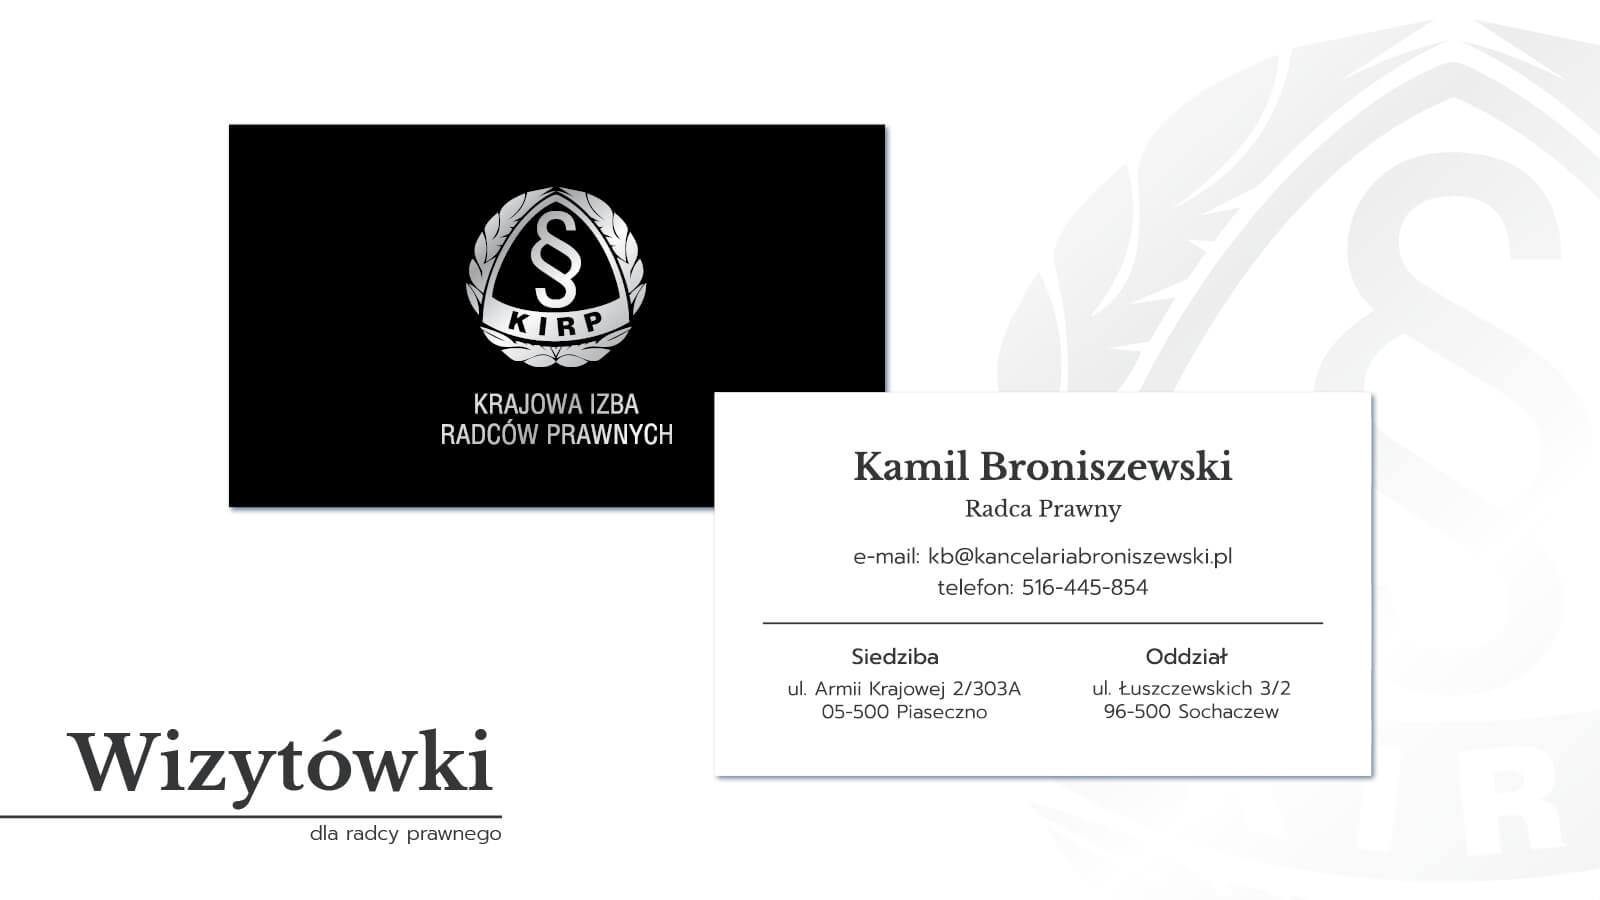 §
KIRP
KRAJOWA IZBA
RADCÓW PRAWNYCH
Kamil Broniszewski
Radca Prawny
e-mail: kb@kancelariabroniszewski.pl
telefon: 516-445-854
Siedziba
ul. Armii Krajowej 2/303A
05-500 Piaseczno
Oddział
ul. Łuszczewskich 3/2
96-500 Sochaczew
Wizytówki
dla radcy prawnego
§
KIR